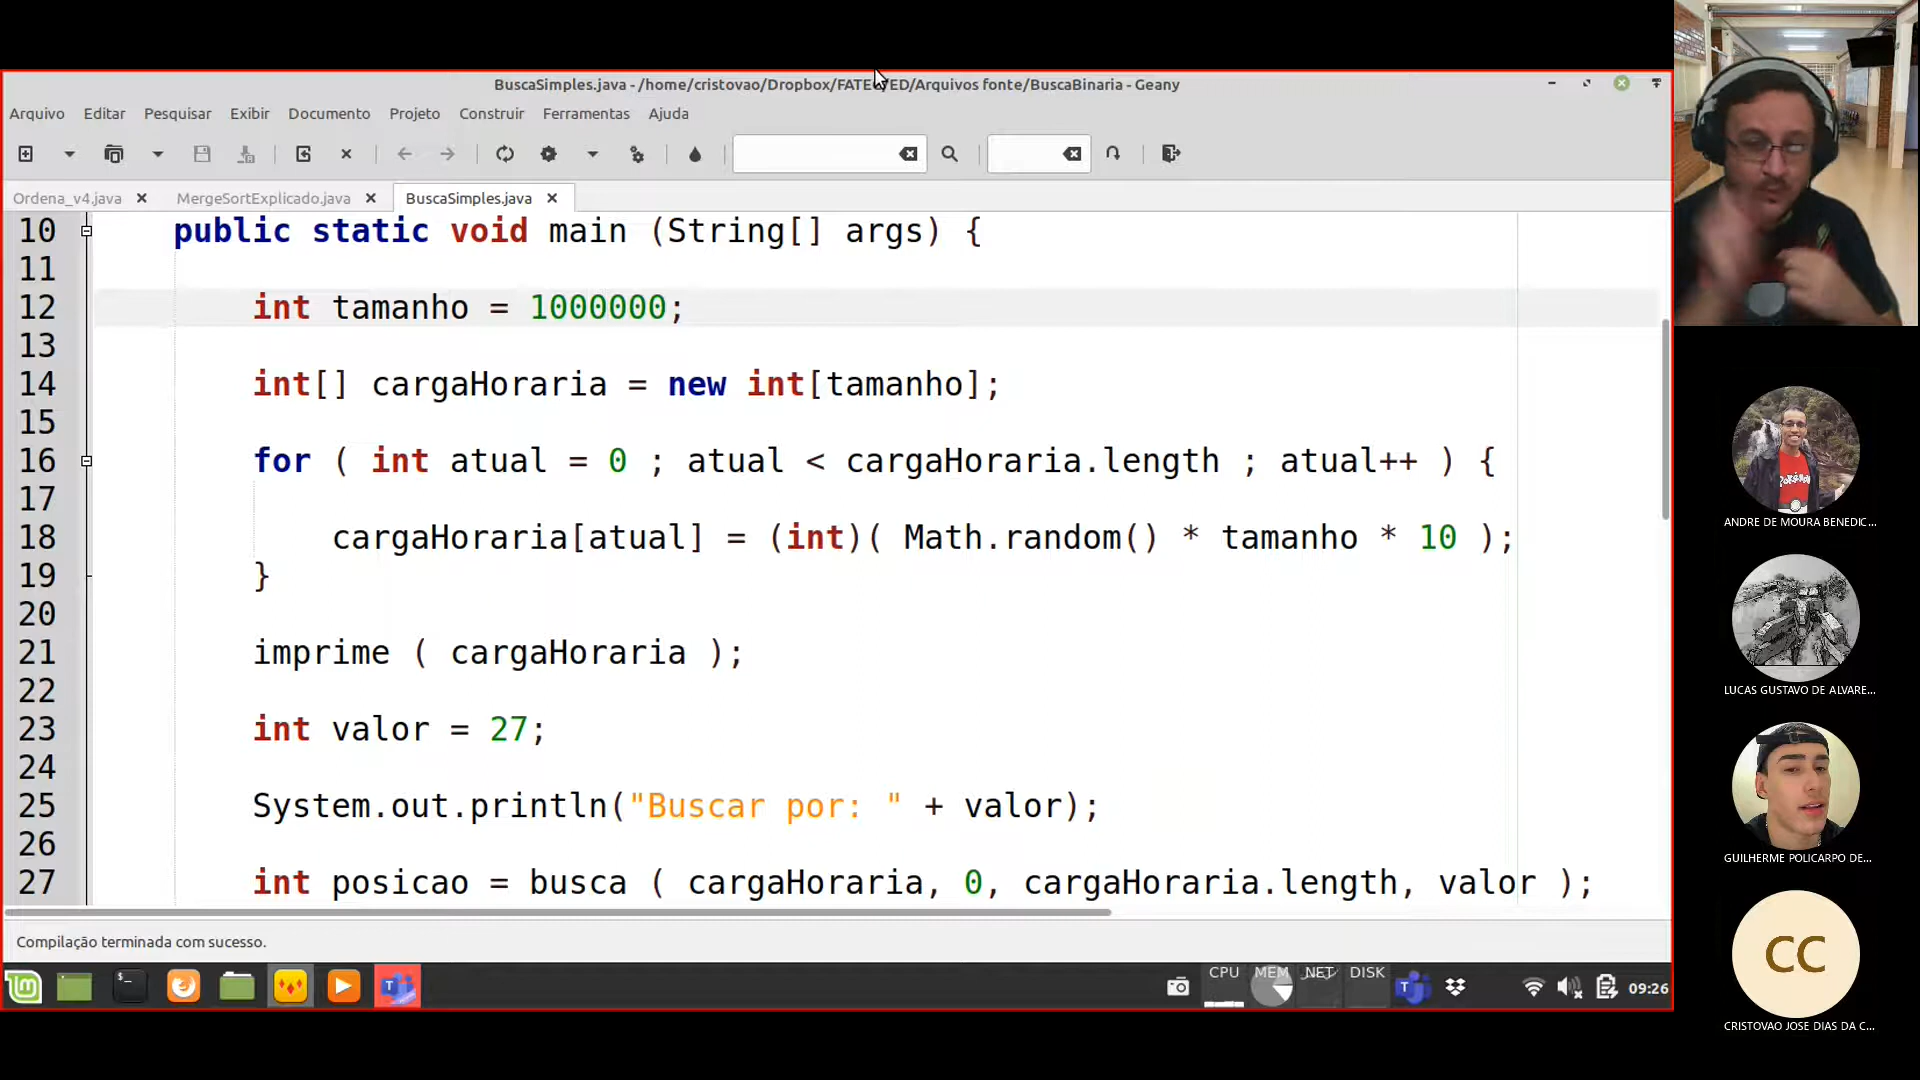 BuscaSimples.java - /home/cristovao/Dropbox/FATEC/ED/Arquivos fonte/BuscaBinaria - Geany
Arquivo Editar Pesquisar Exibir Documento Projeto Construir Ferramentas Ajuda
Ordena_v4.java MergeSortExplicado.java BuscaSimples.java
10 public static void main (String[] args) {
11
12 int tamanho = 1000000;
13
14 int[] cargaHoraria = new int[tamanho];
15
16 for ( int atual = 0 ; atual < cargaHoraria.length ; atual++ ) {
17
18 cargaHoraria[atual] = (int)( Math.random() * tamanho * 10 );
19 }
20
21 imprime ( cargaHoraria );
22
23 int valor = 27;
24
25 System.out.println("Buscar por: " + valor);
26
27 int posicao = busca ( cargaHoraria, 0, cargaHoraria.length, valor );
Compilação terminada com sucesso.
CPU MEM NET DISK
09:26
ANDRE DE MOURA BENEDIC...
LUCAS GUSTAVO DE ALVARE...
GUILHERME POLICARPO DE...
CC
CRISTOVAO JOSE DIAS DA C...